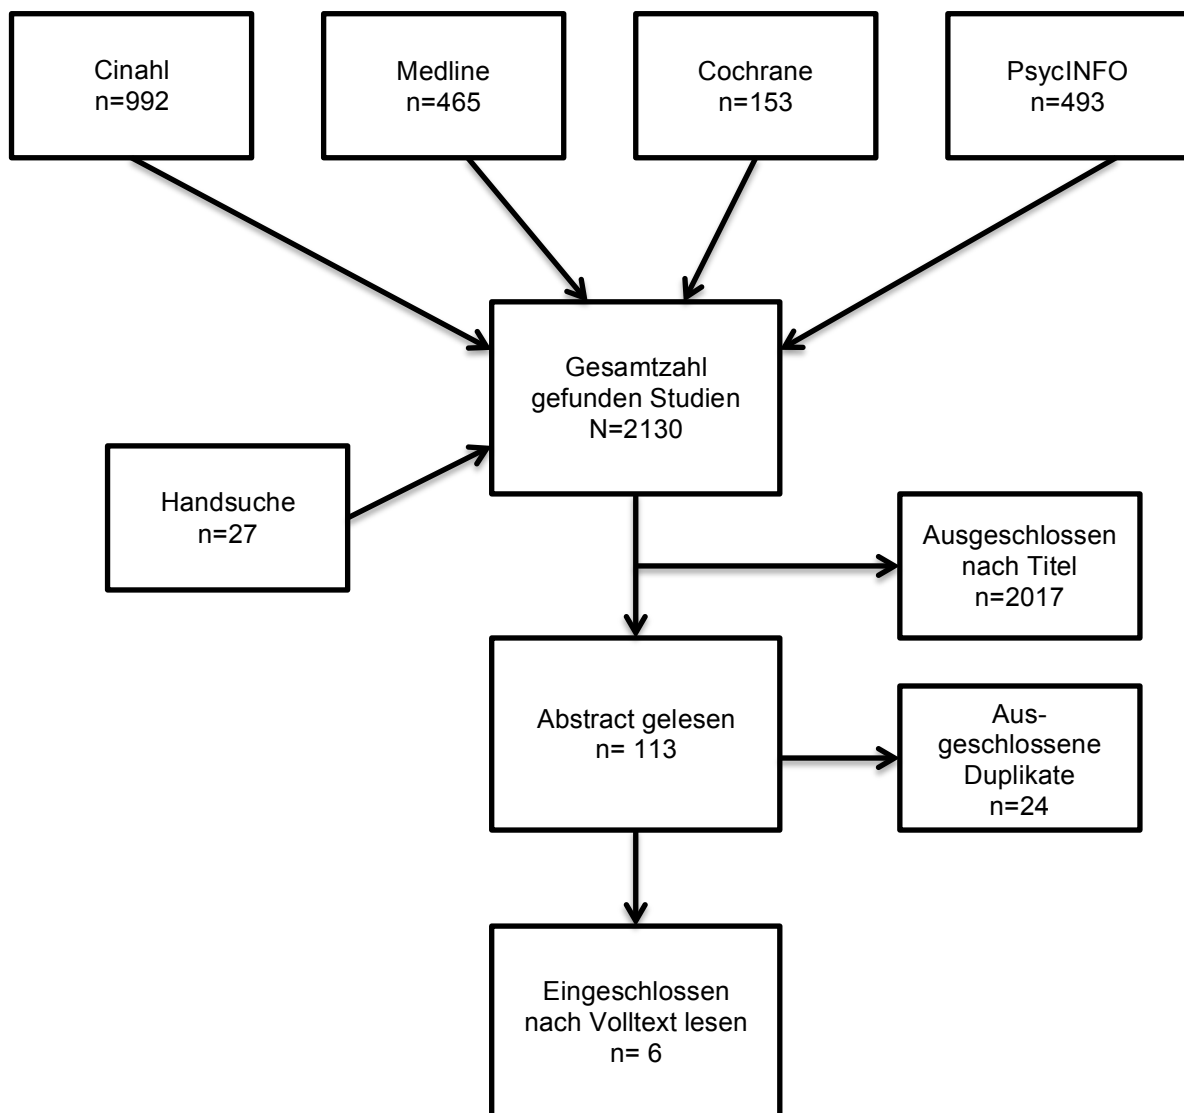 Cinahl
n=992
Medline
n=465
Cochrane
n=153
PsycINFO
n=493
Gesamtzahl
gefunden Studien
N=2130
Handsuche
n=27
Ausgeschlossen
nach Titel
n=2017
Abstract gelesen
n= 113
Aus-
geschlossene
Duplikate
n=24
Eingeschlossen
nach Volltext lesen
n= 6